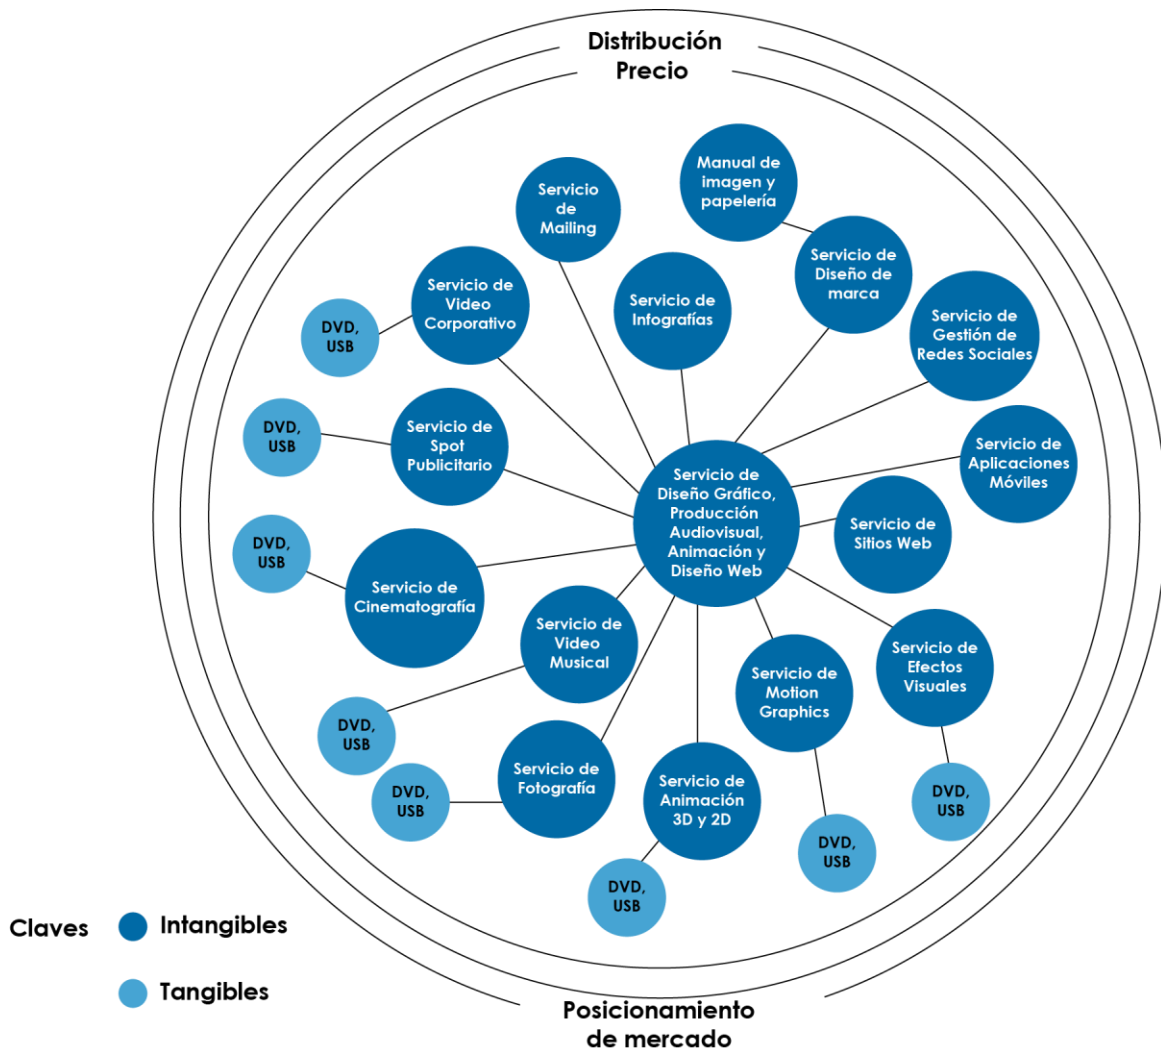 Distribución
Precio
Manual de
imagen y
papelería
Servicio
de
Mailing
Servicio de
Diseño de
marca
Servicio de
Video
Corporativo
Servicio de
Infografías
Servicio de
Gestión de
Redes Sociales
DVD,
USB
DVD,
USB
Servicio de
Spot
Publicitario
Servicio de
Aplicaciones
Móviles
Servicio de
Diseño Gráfico,
Producción
Audiovisual,
Animación y
Diseño Web
Servicio de
Sitios Web
DVD,
USB
Servicio de
Cinematografía
Servicio de
Video
Musical
Servicio de
Efectos
Visuales
Servicio de
Motion
Graphics
DVD,
USB
DVD,
USB
Servicio de
Fotografía
Servicio de
Animación
3D y 2D
DVD,
USB
DVD,
USB
DVD,
USB
Claves
Intangibles
Tangibles
Posicionamiento
de mercado